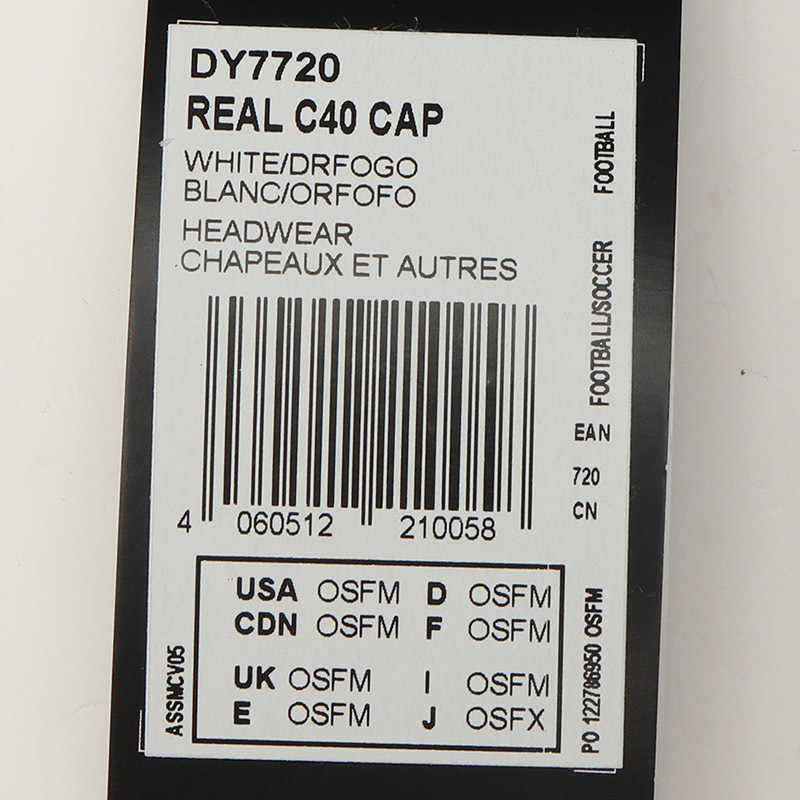 DY7720
REAL C40 CAP
WHITE/DRFOGO
BLANC/ORFOFO
HEADWEAR
CHAPEAUX ET AUTRES
4 060512 210058
FOOTBALL
FOOTBALL/SOCCER
EAN
720
CN
USA OSFM D OSFM
CDN OSFM F OSFM
UK OSFM I OSFM
E OSFM J OSFX
ASSMCV05
PO 122786950 OSFM